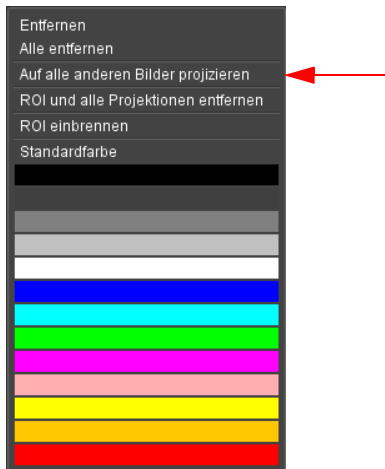 Entfernen
Alle entfernen
Auf alle anderen Bilder projizieren
ROI und alle Projektionen entfernen
ROI einbrennen
Standardfarbe